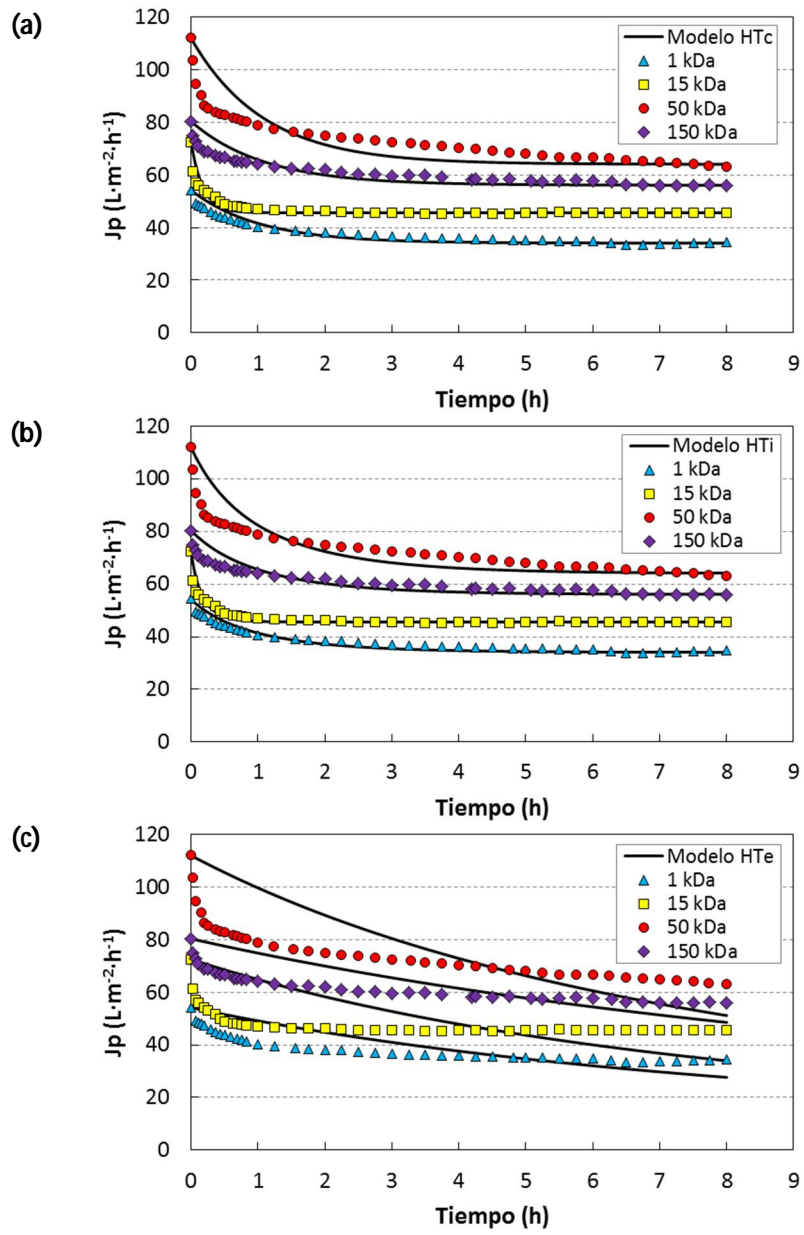 (a)
120
100
80
60
40
20
0
Jp (L·m⁻²·h⁻¹)
Modelo HTc
1 kDa
15 kDa
50 kDa
150 kDa
0 1 2 3 4 5 6 7 8 9
Tiempo (h)
(b)
120
100
80
60
40
20
0
Jp (L·m⁻²·h⁻¹)
Modelo HTi
1 kDa
15 kDa
50 kDa
150 kDa
0 1 2 3 4 5 6 7 8 9
Tiempo (h)
(c)
120
100
80
60
40
20
0
Jp (L·m⁻²·h⁻¹)
Modelo HTe
1 kDa
15 kDa
50 kDa
150 kDa
0 1 2 3 4 5 6 7 8 9
Tiempo (h)